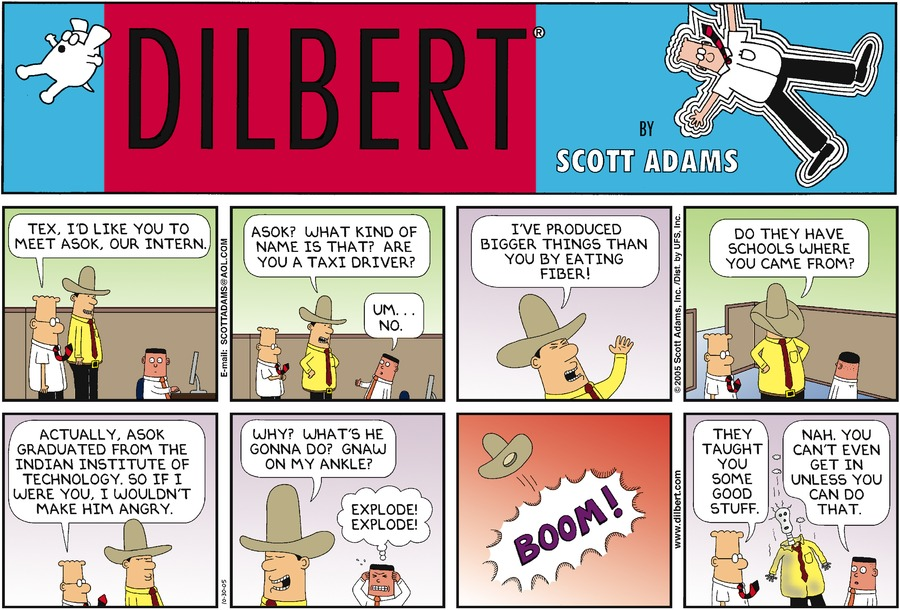 DILBERT®
BY
SCOTT ADAMS
TEX, I'D LIKE YOU TO
MEET ASOK, OUR INTERN.
E-mail: SCOTTADAMS@AOL.COM
ASOK? WHAT KIND OF
NAME IS THAT? ARE
YOU A TAXI DRIVER?
UM. . .
NO.
I'VE PRODUCED
BIGGER THINGS THAN
YOU BY EATING
FIBER!
© 2005 Scott Adams, Inc. /Dist. by UFS, Inc.
DO THEY HAVE
SCHOOLS WHERE
YOU CAME FROM?
ACTUALLY, ASOK
GRADUATED FROM THE
INDIAN INSTITUTE OF
TECHNOLOGY. SO IF I
WERE YOU, I WOULDN'T
MAKE HIM ANGRY.
10-30-05
WHY? WHAT'S HE
GONNA DO? GNAW
ON MY ANKLE?
EXPLODE!
EXPLODE!
BOOM!
www.dilbert.com
THEY
TAUGHT
YOU
SOME
GOOD
STUFF.
NAH. YOU
CAN'T EVEN
GET IN
UNLESS YOU
CAN DO
THAT.